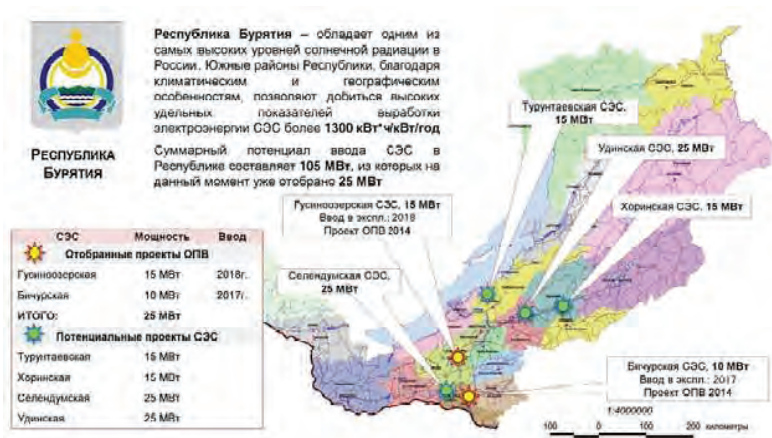 Республика Бурятия – обладает одним из
самых высоких уровней солнечной радиации в
России. Южные районы Республики, благодаря
климатическим и географическим
особенностям, позволяют добиться высоких
удельных показателей выработки
электроэнергии СЭС более 1300 кВт*ч/кВт/год
Суммарный потенциал ввода СЭС в
Республике составляет 105 МВт, из которых на
данный момент уже отобрано 25 МВт
РЕСПУБЛИКА
БУРЯТИЯ
Турунтаевская СЭС,
15 МВт
Удинская СЭС, 25 МВт
Гусиноозерская СЭС, 15 МВт
Ввод в экспл.: 2018
Проект ОПВ 2014
Хоринская СЭС, 15 МВт
Селендумская СЭС,
25 МВт
СЭС Мощность Ввод
Отобранные проекты ОПВ
Гусиноозерская 15 МВт 2018г.
Бичурская 10 МВт 2017г.
ИТОГО: 25 МВт
Потенциальные проекты СЭС
Турунтаевская 15 МВт
Хоринская 15 МВт
Селендумская 25 МВт
Удинская 25 МВт
Бичурская СЭС, 10 МВт
Ввод в экспл.: 2017
Проект ОПВ 2014
1:4000000
100 0 100 200 километры